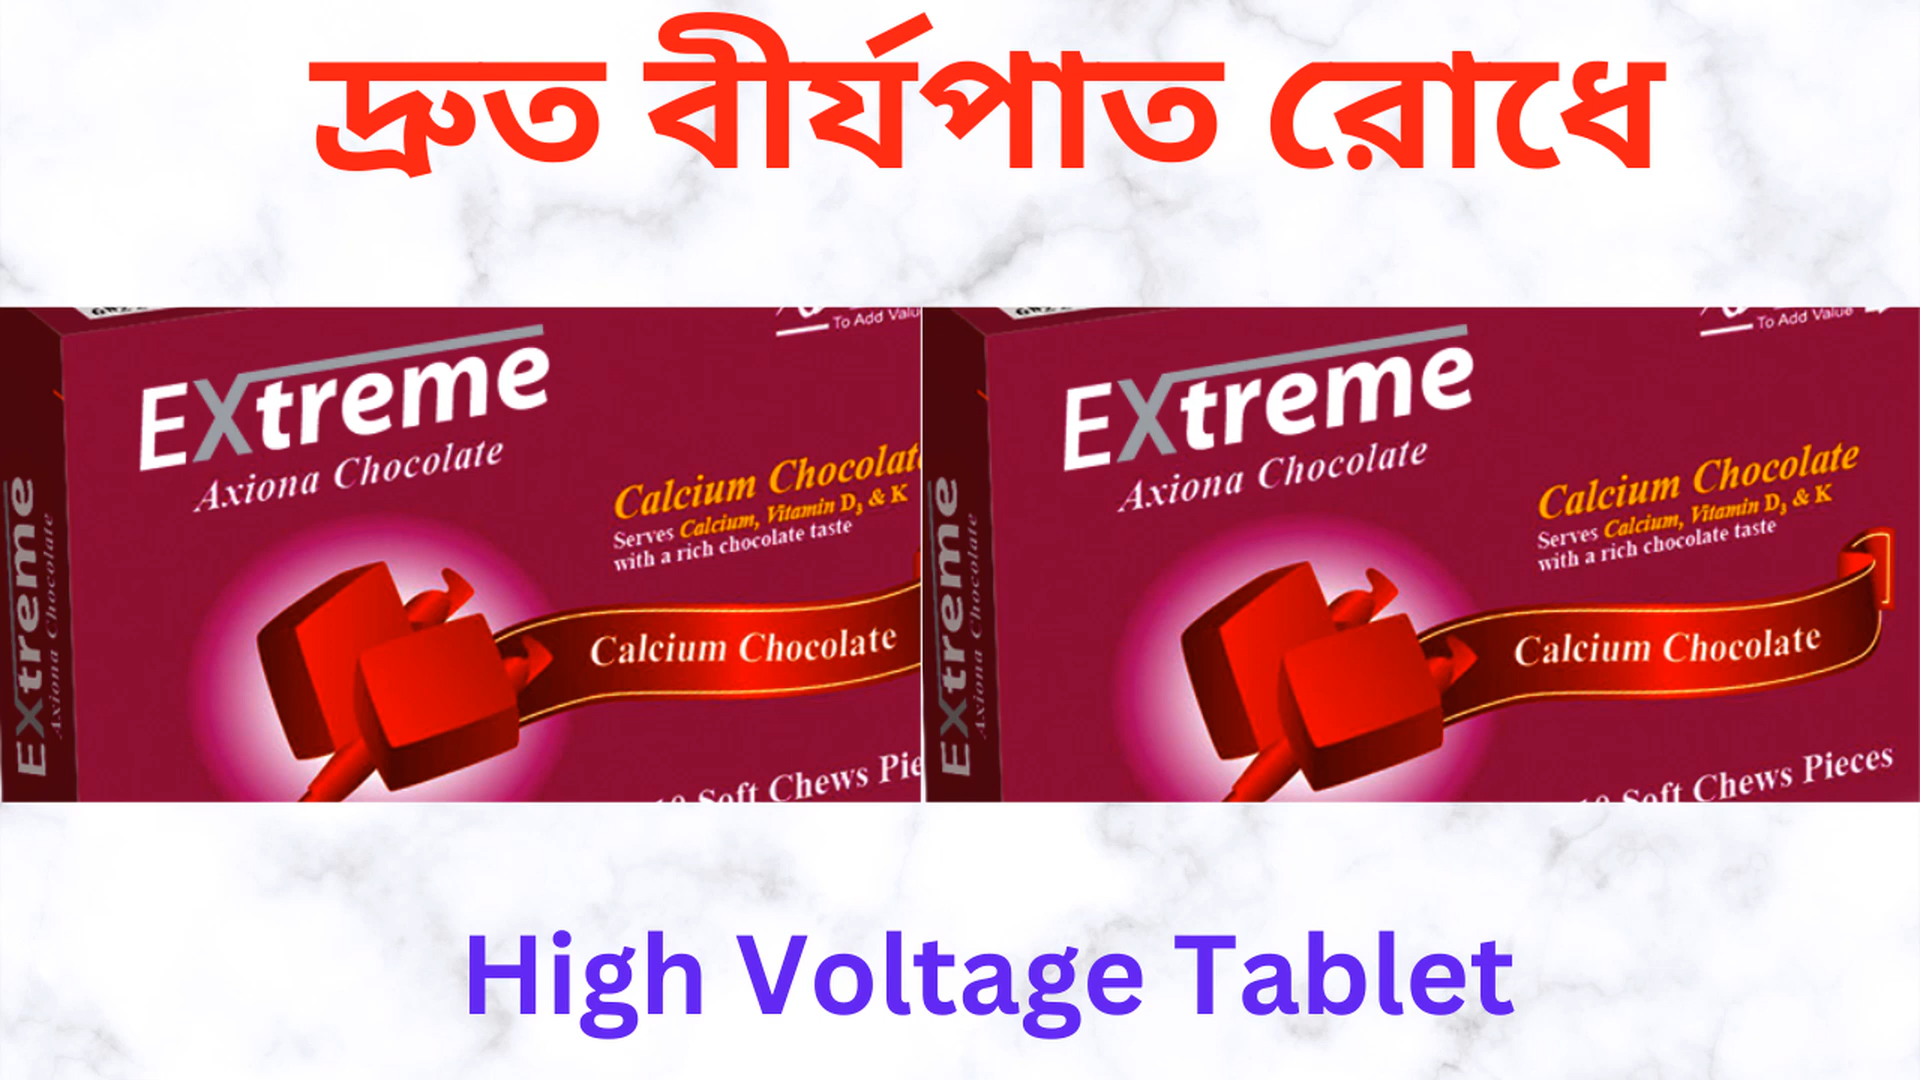 দ্রুত বীর্যপাত রোধে
To Add Value
EXtreme
Axiona Chocolate
Calcium Chocolate
Serves Calcium, Vitamin D3 & K
with a rich chocolate taste
Calcium Chocolate
Soft Chews
EXtreme
Axiona Chocolate
To Add Value
EXtreme
Axiona Chocolate
Calcium Chocolate
Serves Calcium, Vitamin D3 & K
with a rich chocolate taste
Calcium Chocolate
Soft Chews Pieces
EXtreme
Axiona Chocolate
High Voltage Tablet